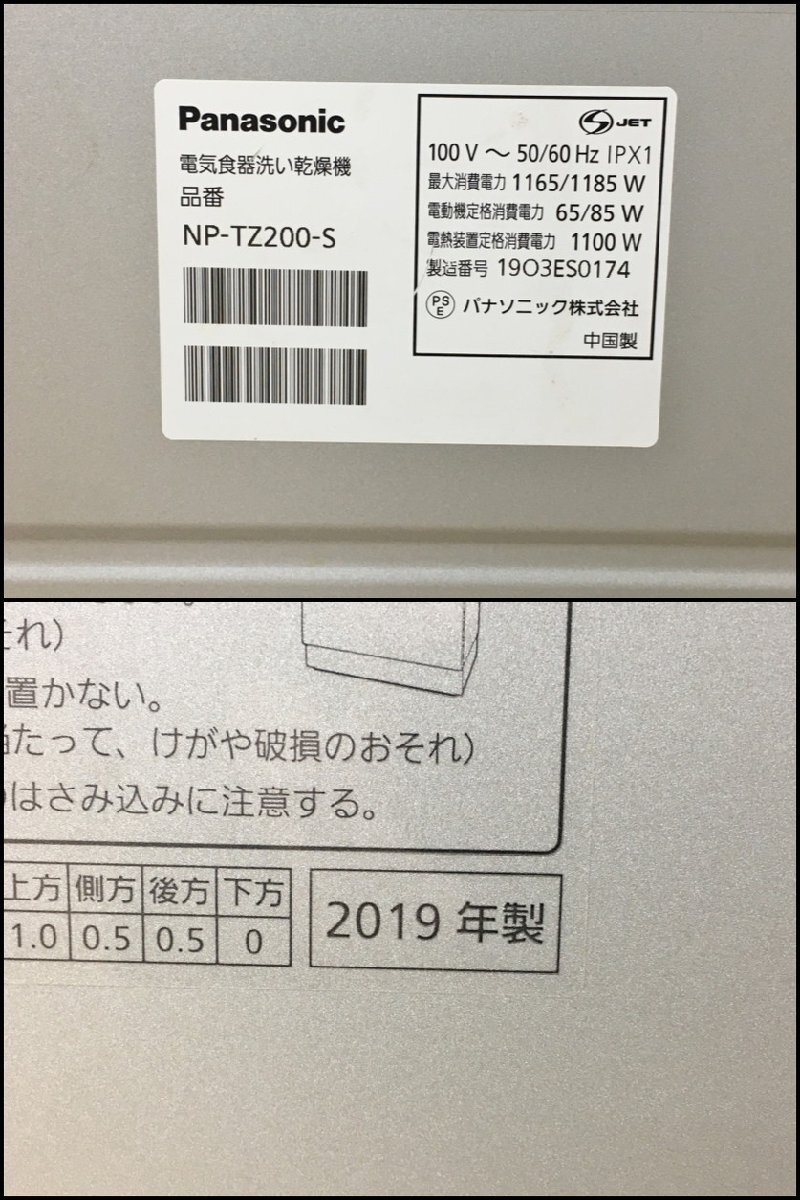 Panasonic
電気食器洗い乾燥機
品番
NP-TZ200-S
JET
100 V ～ 50/60 Hz IPX1
最大消費電力 1165/1185 W
電動機定格消費電力 65/85 W
電熱装置定格消費電力 1100 W
製造番号 19O3ES0174
PS E パナソニック株式会社
中国製
それ)
置かない。
当たって、けがや破損のおそれ)
はさみ込みに注意する。
上方 側方 後方 下方
1.0 0.5 0.5 0
2019 年製